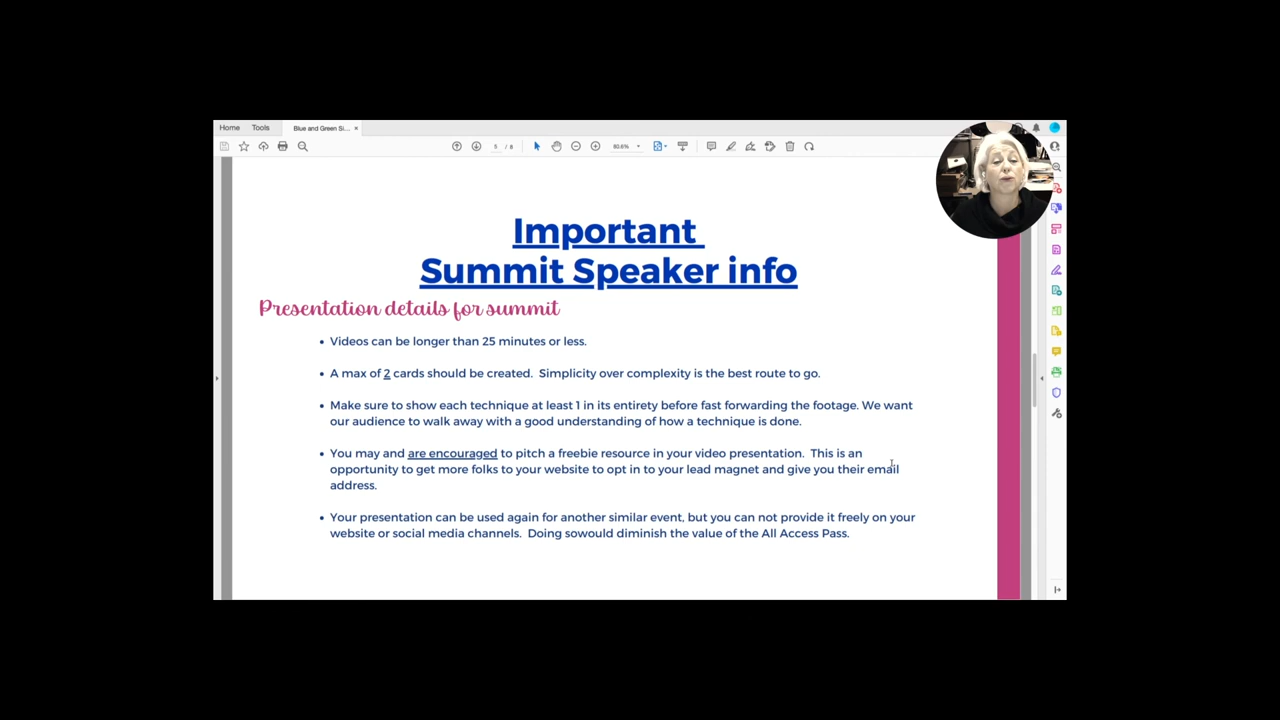 Home Tools Blue and Green Si... ×
5 / 8 80.6%
Important
Summit Speaker info
Presentation details for summit
• Videos can be longer than 25 minutes or less.
• A max of 2 cards should be created. Simplicity over complexity is the best route to go.
• Make sure to show each technique at least 1 in its entirety before fast forwarding the footage. We want
our audience to walk away with a good understanding of how a technique is done.
• You may and are encouraged to pitch a freebie resource in your video presentation. This is an
opportunity to get more folks to your website to opt in to your lead magnet and give you their email
address.
• Your presentation can be used again for another similar event, but you can not provide it freely on your
website or social media channels. Doing sowould diminish the value of the All Access Pass.